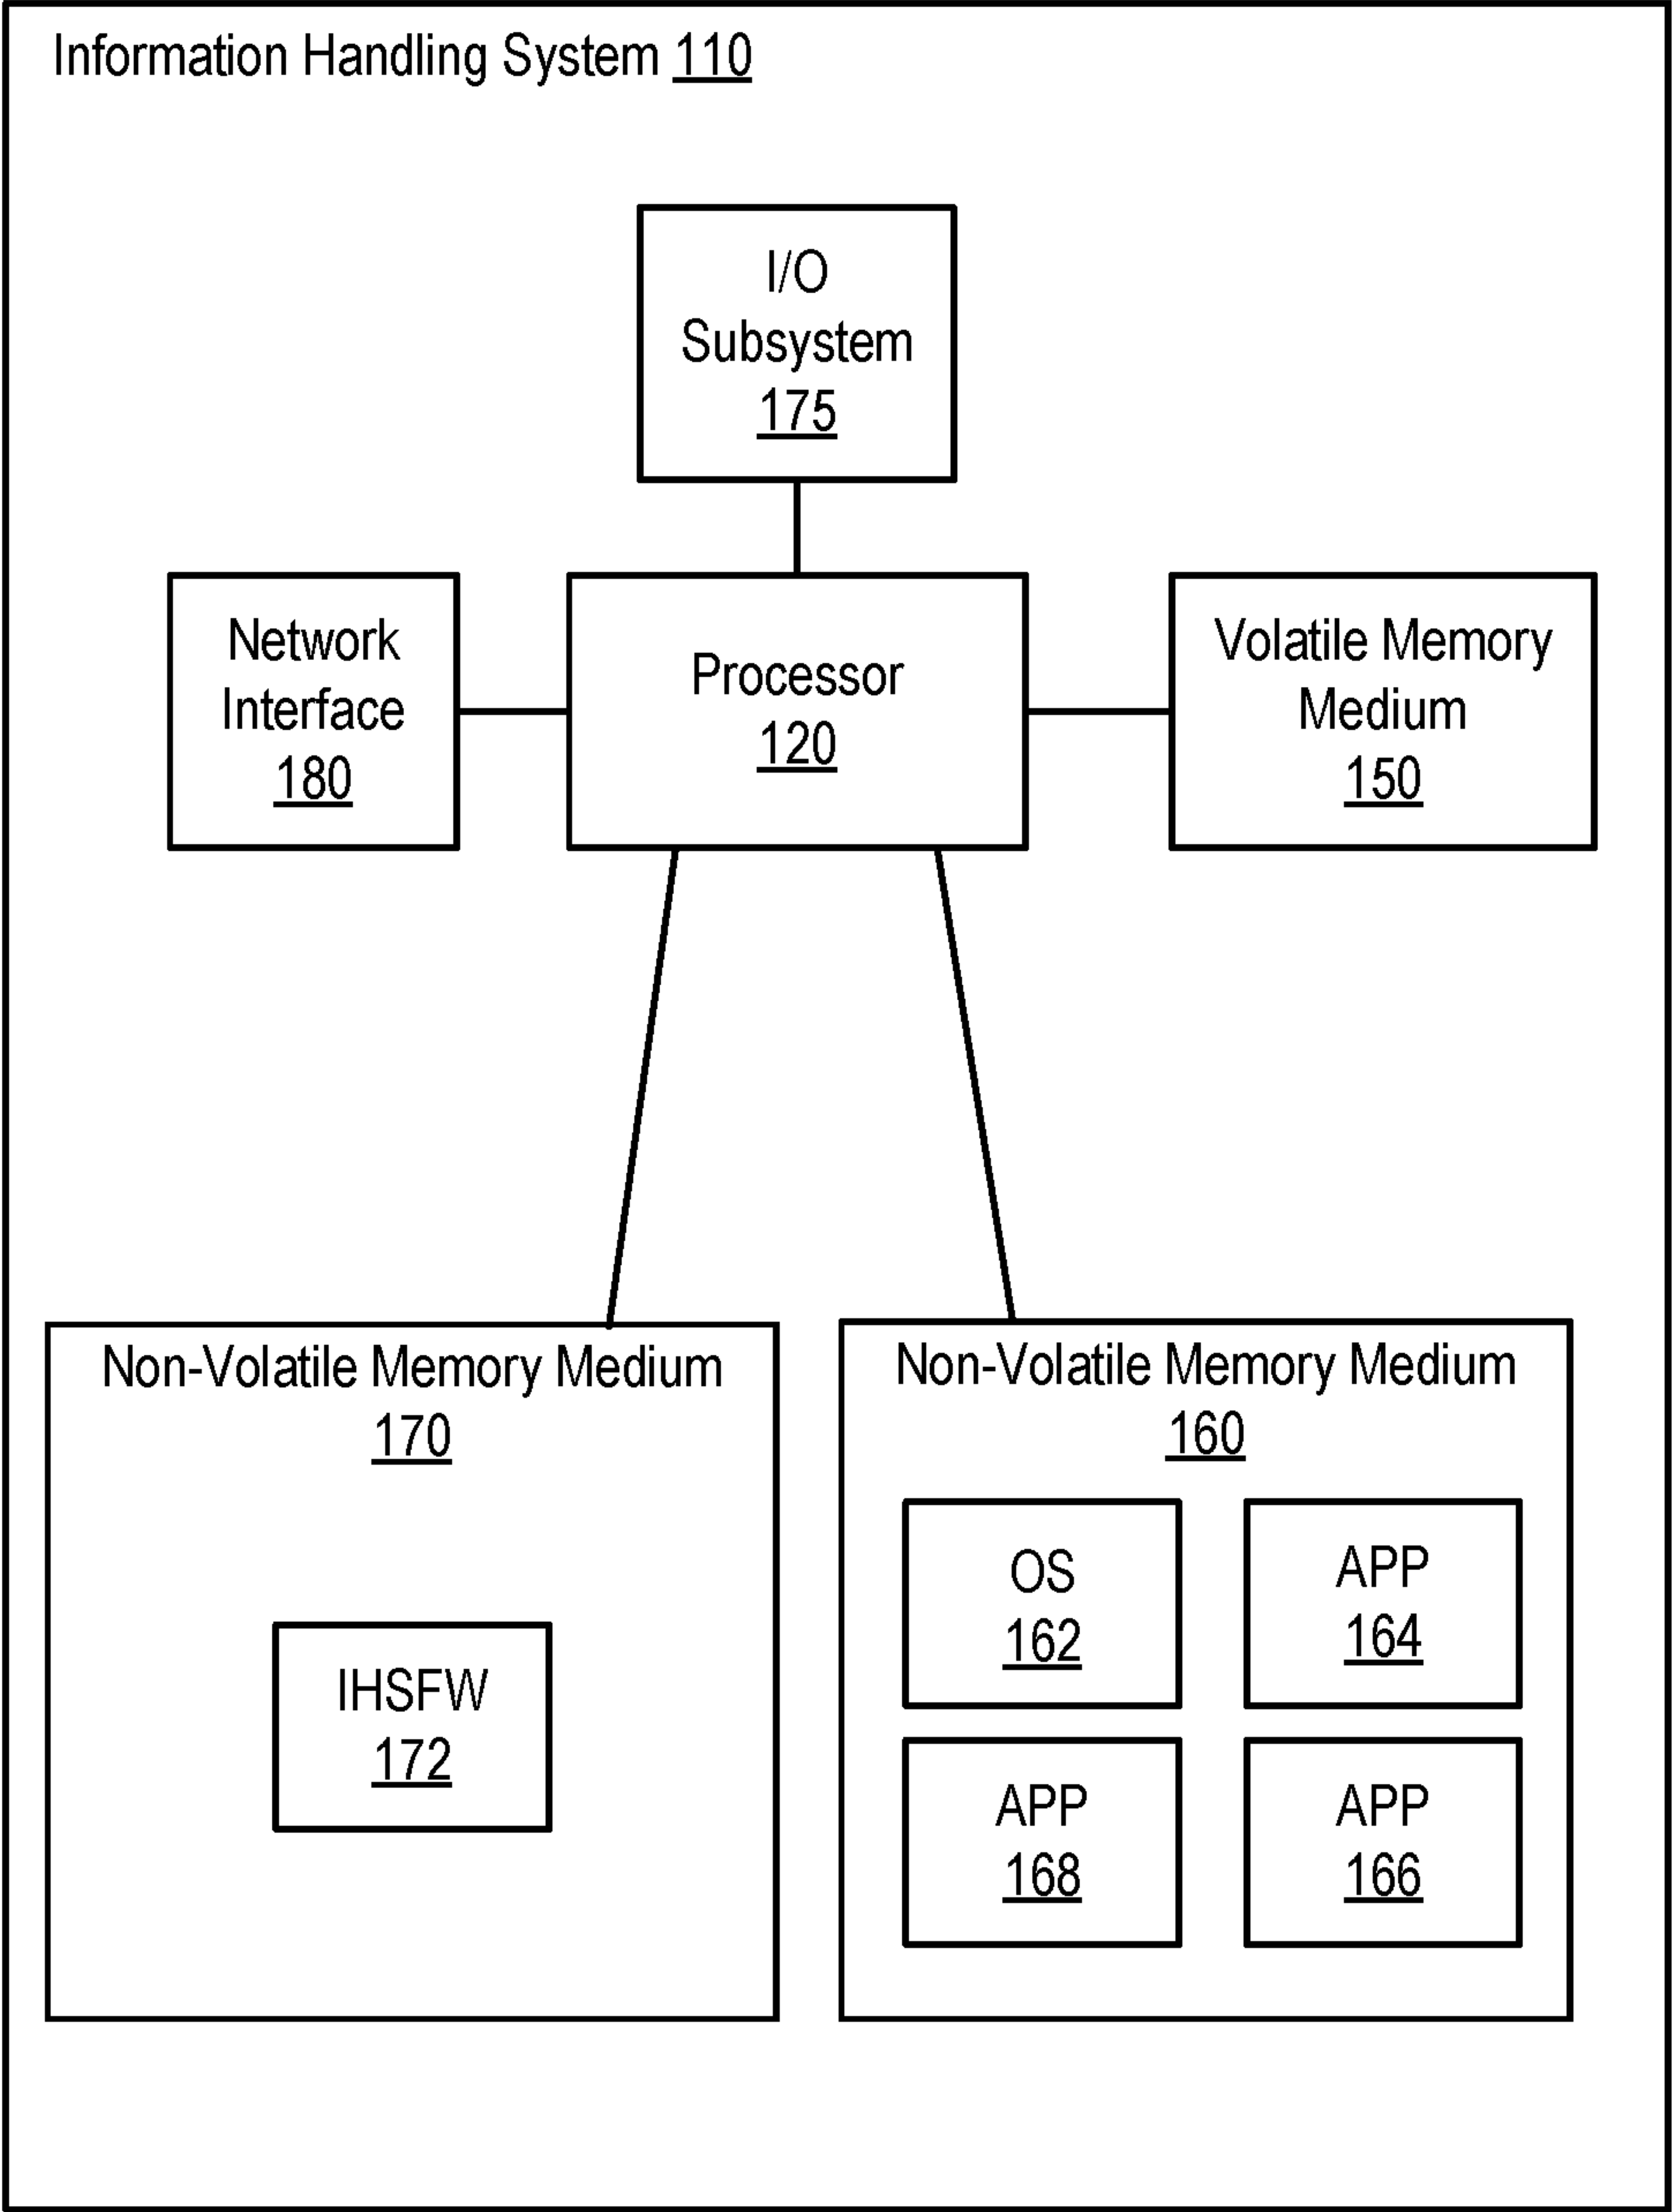 Information Handling System 110
I/O
Subsystem
175
Network
Interface
180
Processor
120
Volatile Memory
Medium
150
Non-Volatile Memory Medium
170
IHSFW
172
Non-Volatile Memory Medium
160
OS
162
APP
164
APP
168
APP
166